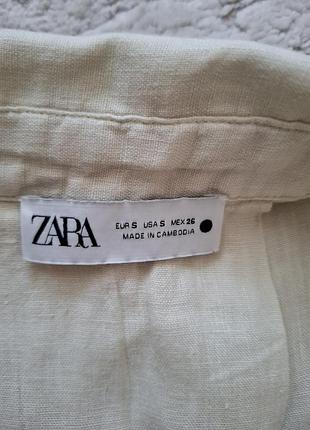 ZARA
EUR S USA S MEX 26
MADE IN CAMBODIA